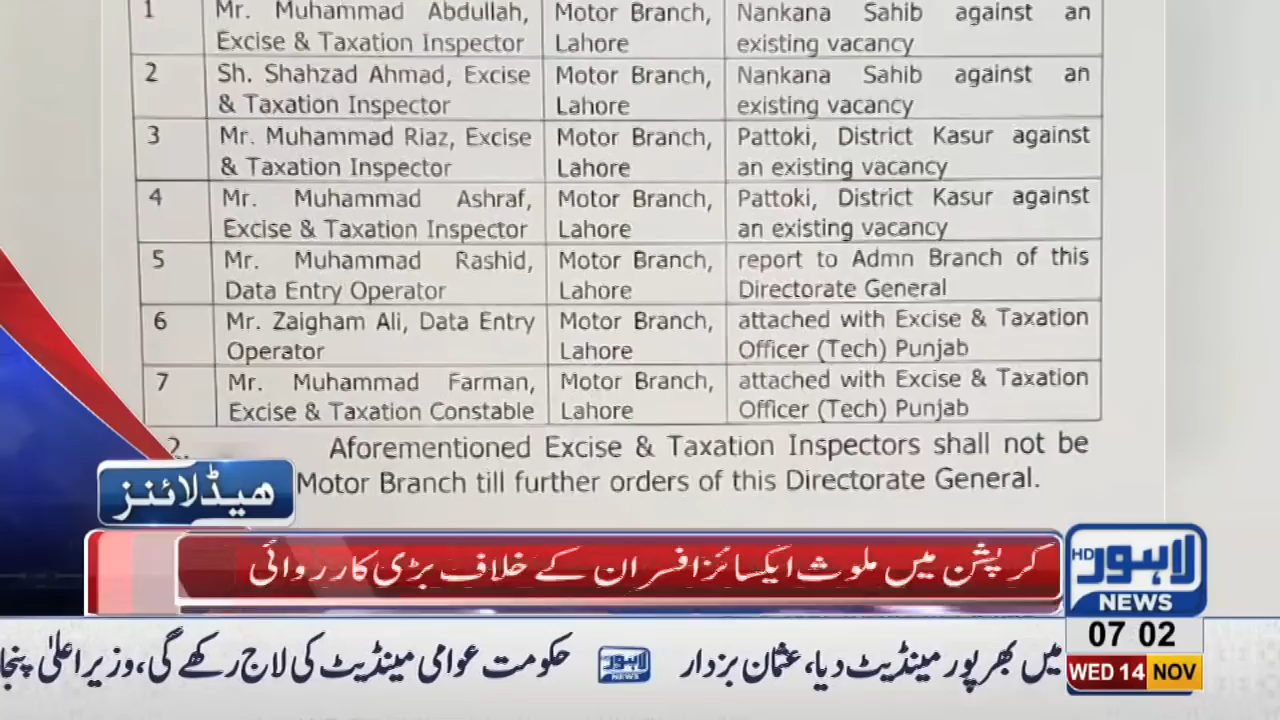 1 Mr. Muhammad Abdullah, Motor Branch, Nankana Sahib against an
Excise & Taxation Inspector Lahore existing vacancy
2 Sh. Shahzad Ahmad, Excise Motor Branch, Nankana Sahib against an
& Taxation Inspector Lahore existing vacancy
3 Mr. Muhammad Riaz, Excise Motor Branch, Pattoki, District Kasur against
& Taxation Inspector Lahore an existing vacancy
4 Mr. Muhammad Ashraf, Motor Branch, Pattoki, District Kasur against
Excise & Taxation Inspector Lahore an existing vacancy
5 Mr. Muhammad Rashid, Motor Branch, report to Admn Branch of this
Data Entry Operator Lahore Directorate General
6 Mr. Zaigham Ali, Data Entry Motor Branch, attached with Excise & Taxation
Operator Lahore Officer (Tech) Punjab
7 Mr. Muhammad Farman, Motor Branch, attached with Excise & Taxation
Excise & Taxation Constable Lahore Officer (Tech) Punjab
2. Aforementioned Excise & Taxation Inspectors shall not be
Motor Branch till further orders of this Directorate General.
ھیڈلائنز
کرپشن میں ملوث ایکسائز افسران کے خلاف بڑی کارروائی
لاہور HD
NEWS
07 02
WED 14 NOV
میں بھرپور مینڈیٹ دیا، عثمان بزدار لاہور NEWS حکومت عوامی مینڈیٹ کی لاج رکھے گی، وزیراعلیٰ